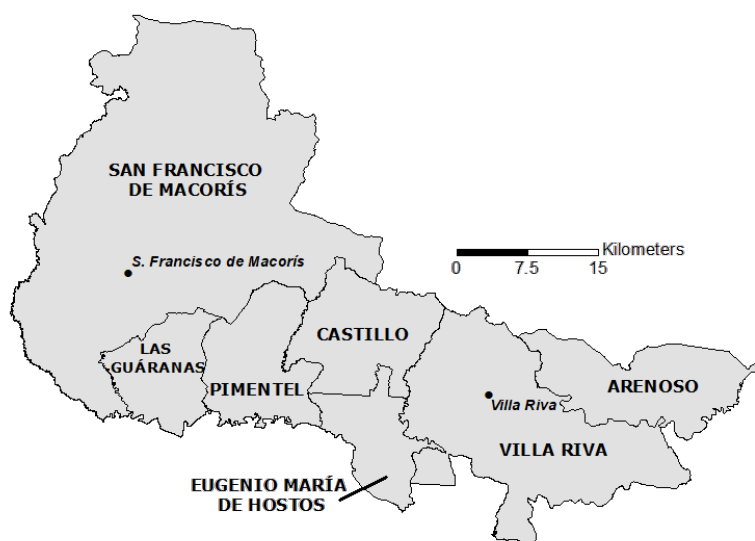 SAN FRANCISCO
DE MACORÍS
S. Francisco de Macorís
Kilometers
0 7.5 15
CASTILLO
LAS
GUÁRANAS
PIMENTEL
ARENOSO
Villa Riva
VILLA RIVA
EUGENIO MARÍA
DE HOSTOS